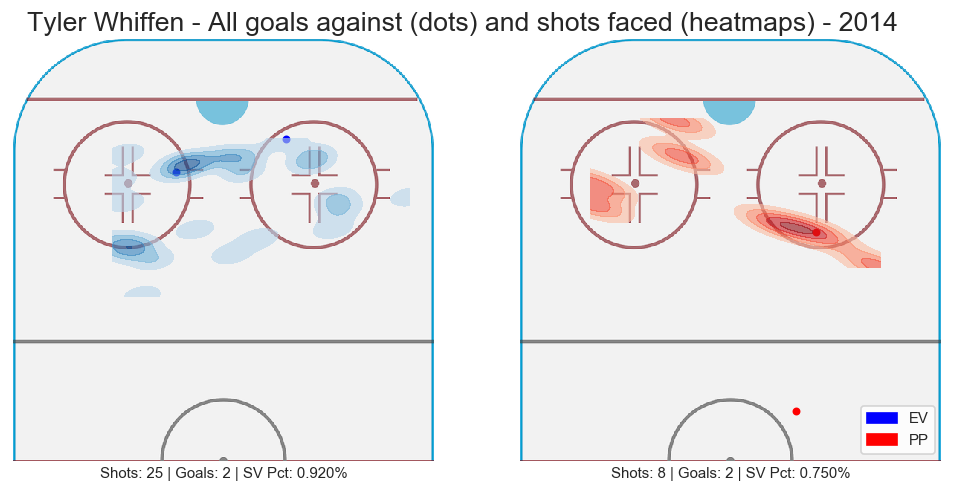 Tyler Whiffen - All goals against (dots) and shots faced (heatmaps) - 2014
EV
PP
Shots: 25 | Goals: 2 | SV Pct: 0.920%
Shots: 8 | Goals: 2 | SV Pct: 0.750%